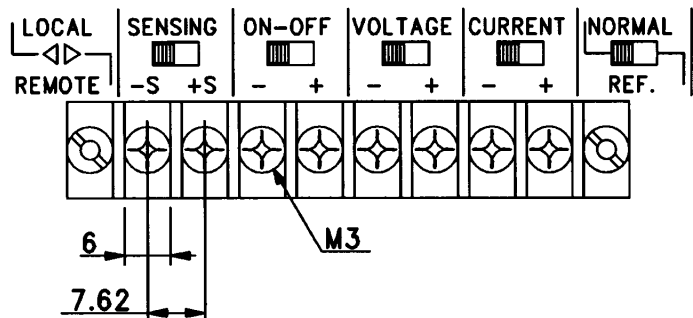 LOCAL SENSING ON-OFF VOLTAGE CURRENT NORMAL
REMOTE -S +S - + - + - + REF.
6 M3
7.62